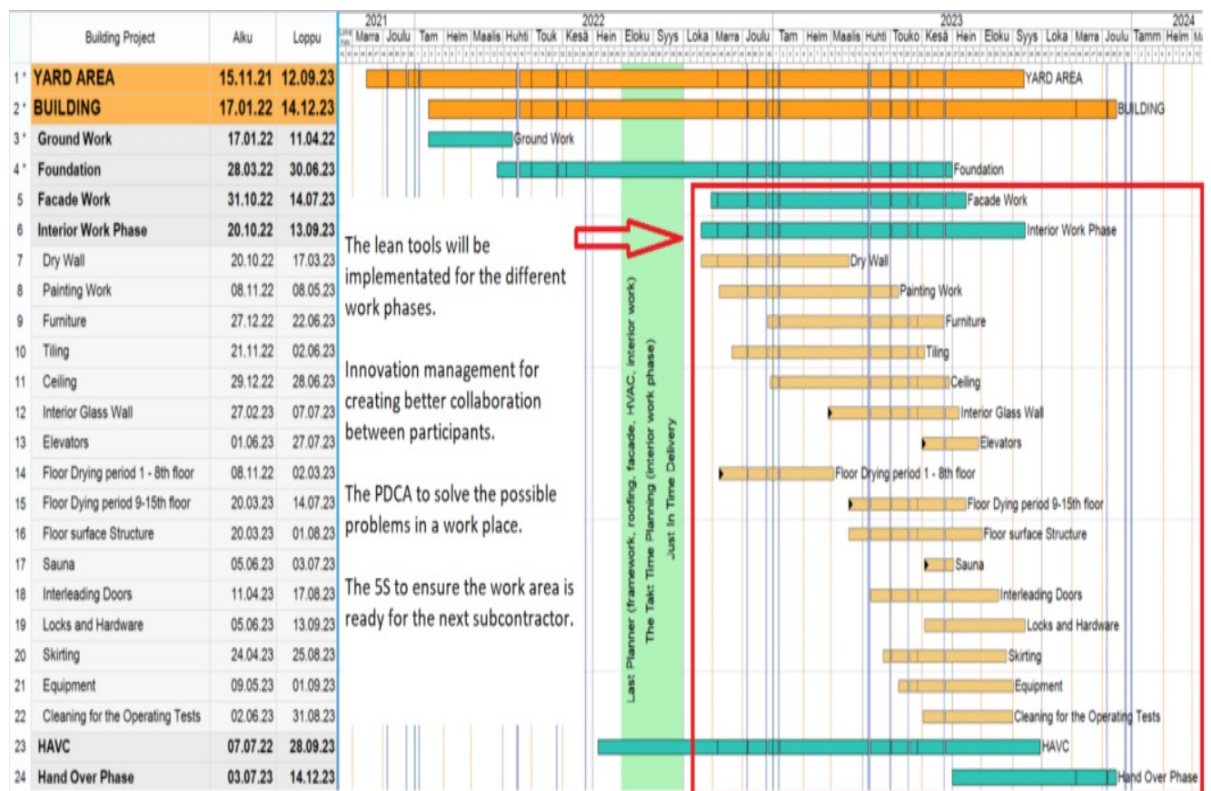 2021 2022 2023 2024
Building Project Alku Loppu
Marra Joulu Tam Helm Maalis Huhti Touk Kesä Hein Eloku Syys Loka Marra Joulu Tam Helm Maalis Huhti Touko Kesä Hein Eloku Syys Loka Marra Joulu Tamm Helm
1 YARD AREA 15.11.21 12.09.23 YARD AREA
2 BUILDING 17.01.22 14.12.23 BUILDING
3 Ground Work 17.01.22 11.04.22 Ground Work
4 Foundation 28.03.22 30.06.23 Foundation
5 Facade Work 31.10.22 14.07.23 Facade Work
6 Interior Work Phase 20.10.22 13.09.23 Interior Work Phase
7 Dry Wall 20.10.22 17.03.23 Dry Wall
8 Painting Work 08.11.22 08.05.23 Painting Work
9 Furniture 27.12.22 22.06.23 Furniture
10 Tiling 21.11.22 02.06.23 Tiling
11 Ceiling 29.12.22 28.06.23 Ceiling
12 Interior Glass Wall 27.02.23 07.07.23 Interior Glass Wall
13 Elevators 01.06.23 27.07.23 Elevators
14 Floor Drying period 1 - 8th floor 08.11.22 02.03.23 Floor Drying period 1 - 8th floor
15 Floor Dying period 9-15th floor 20.03.23 14.07.23 Floor Dying period 9-15th floor
16 Floor surface Structure 20.03.23 01.08.23 Floor surface Structure
17 Sauna 05.06.23 03.07.23 Sauna
18 Interleading Doors 11.04.23 17.08.23 Interleading Doors
19 Locks and Hardware 05.06.23 13.09.23 Locks and Hardware
20 Skirting 24.04.23 25.08.23 Skirting
21 Equipment 09.05.23 01.09.23 Equipment
22 Cleaning for the Operating Tests 02.06.23 31.08.23 Cleaning for the Operating Tests
23 HAVC 07.07.22 28.09.23 HAVC
24 Hand Over Phase 03.07.23 14.12.23 Hand Over Phase
The lean tools will be
implementated for the different
work phases.
Innovation management for
creating better collaboration
between participants.
The PDCA to solve the possible
problems in a work place.
The 5S to ensure the work area is
ready for the next subcontractor.
Last Planner (framework, roofing, facade, HVAC, interior work)
The Takt Time Planning (interior work phase)
Just In Time Delivery